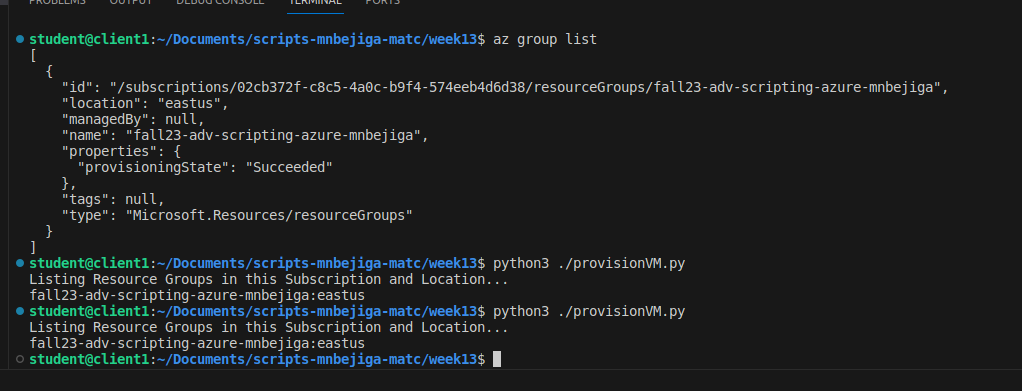 PROBLEMS OUTPUT DEBUG CONSOLE TERMINAL PORTS
student@client1:~/Documents/scripts-mnbejiga-matc/week13$ az group list
[
  {
    "id": "/subscriptions/02cb372f-c8c5-4a0c-b9f4-574eeb4d6d38/resourceGroups/fall23-adv-scripting-azure-mnbejiga",
    "location": "eastus",
    "managedBy": null,
    "name": "fall23-adv-scripting-azure-mnbejiga",
    "properties": {
      "provisioningState": "Succeeded"
    },
    "tags": null,
    "type": "Microsoft.Resources/resourceGroups"
  }
]
student@client1:~/Documents/scripts-mnbejiga-matc/week13$ python3 ./provisionVM.py
Listing Resource Groups in this Subscription and Location...
fall23-adv-scripting-azure-mnbejiga:eastus
student@client1:~/Documents/scripts-mnbejiga-matc/week13$ python3 ./provisionVM.py
Listing Resource Groups in this Subscription and Location...
fall23-adv-scripting-azure-mnbejiga:eastus
student@client1:~/Documents/scripts-mnbejiga-matc/week13$